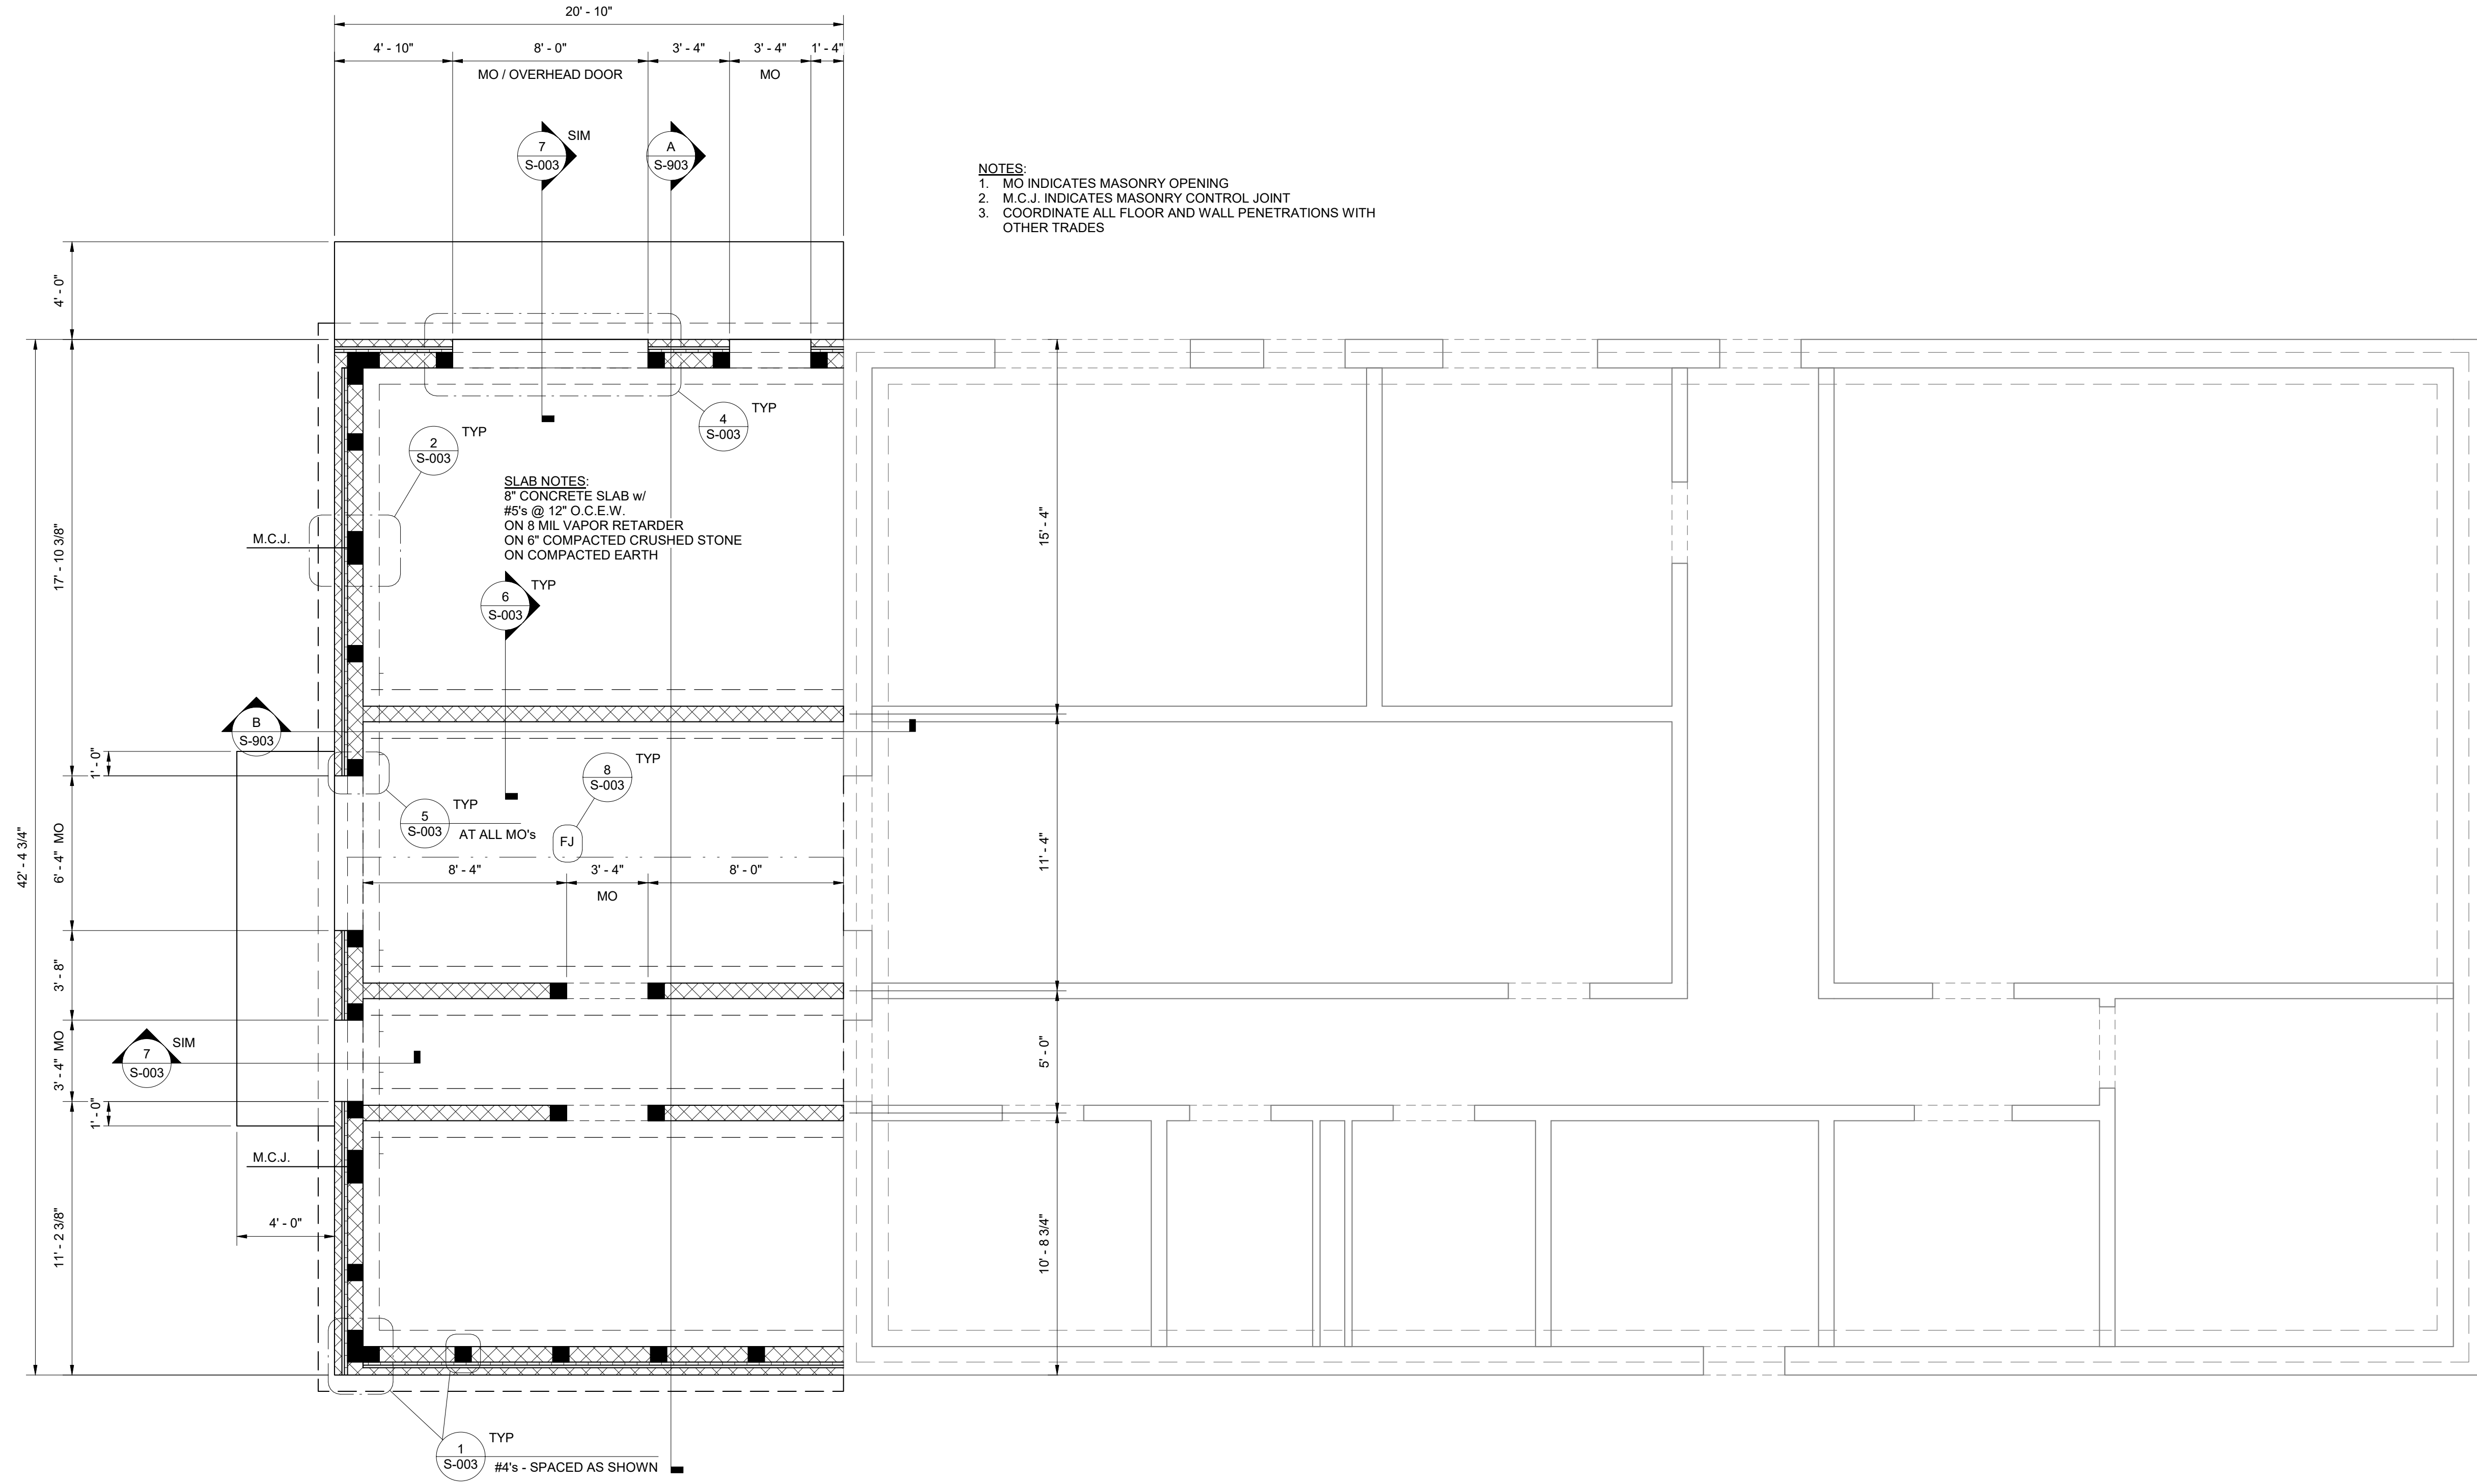 20' - 10"
4' - 10"
8' - 0"
3' - 4"
3' - 4"
1' - 4"
MO / OVERHEAD DOOR
MO
7
S-003
SIM
A
S-903
NOTES:
1. MO INDICATES MASONRY OPENING
2. M.C.J. INDICATES MASONRY CONTROL JOINT
3. COORDINATE ALL FLOOR AND WALL PENETRATIONS WITH
OTHER TRADES
4' - 0"
4
S-003
TYP
2
S-003
TYP
SLAB NOTES:
8" CONCRETE SLAB w/
#5's @ 12" O.C.E.W.
ON 8 MIL VAPOR RETARDER
ON 6" COMPACTED CRUSHED STONE
ON COMPACTED EARTH
M.C.J.
17' - 10 3/8"
15' - 4"
6
S-003
TYP
B
S-903
1' - 0"
8
S-003
TYP
5
S-003
TYP
AT ALL MO's
FJ
42' - 4 3/4"
6' - 4" MO
11' - 4"
8' - 4"
3' - 4"
8' - 0"
MO
3' - 8"
7
S-003
SIM
3' - 4" MO
5' - 0"
1' - 0"
M.C.J.
4' - 0"
11' - 2 3/8"
10' - 8 3/4"
1
S-003
TYP
#4's - SPACED AS SHOWN